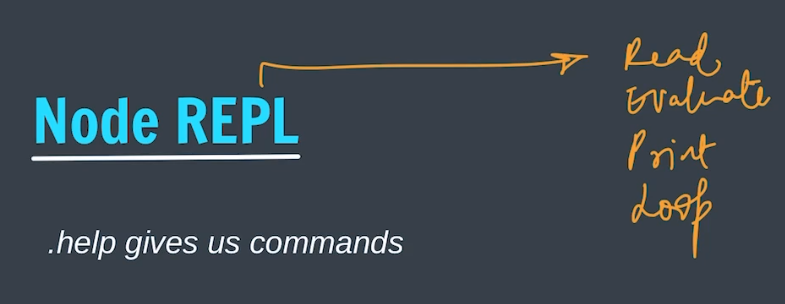 Node REPL
.help gives us commands
Read
Evaluate
Print
Loop